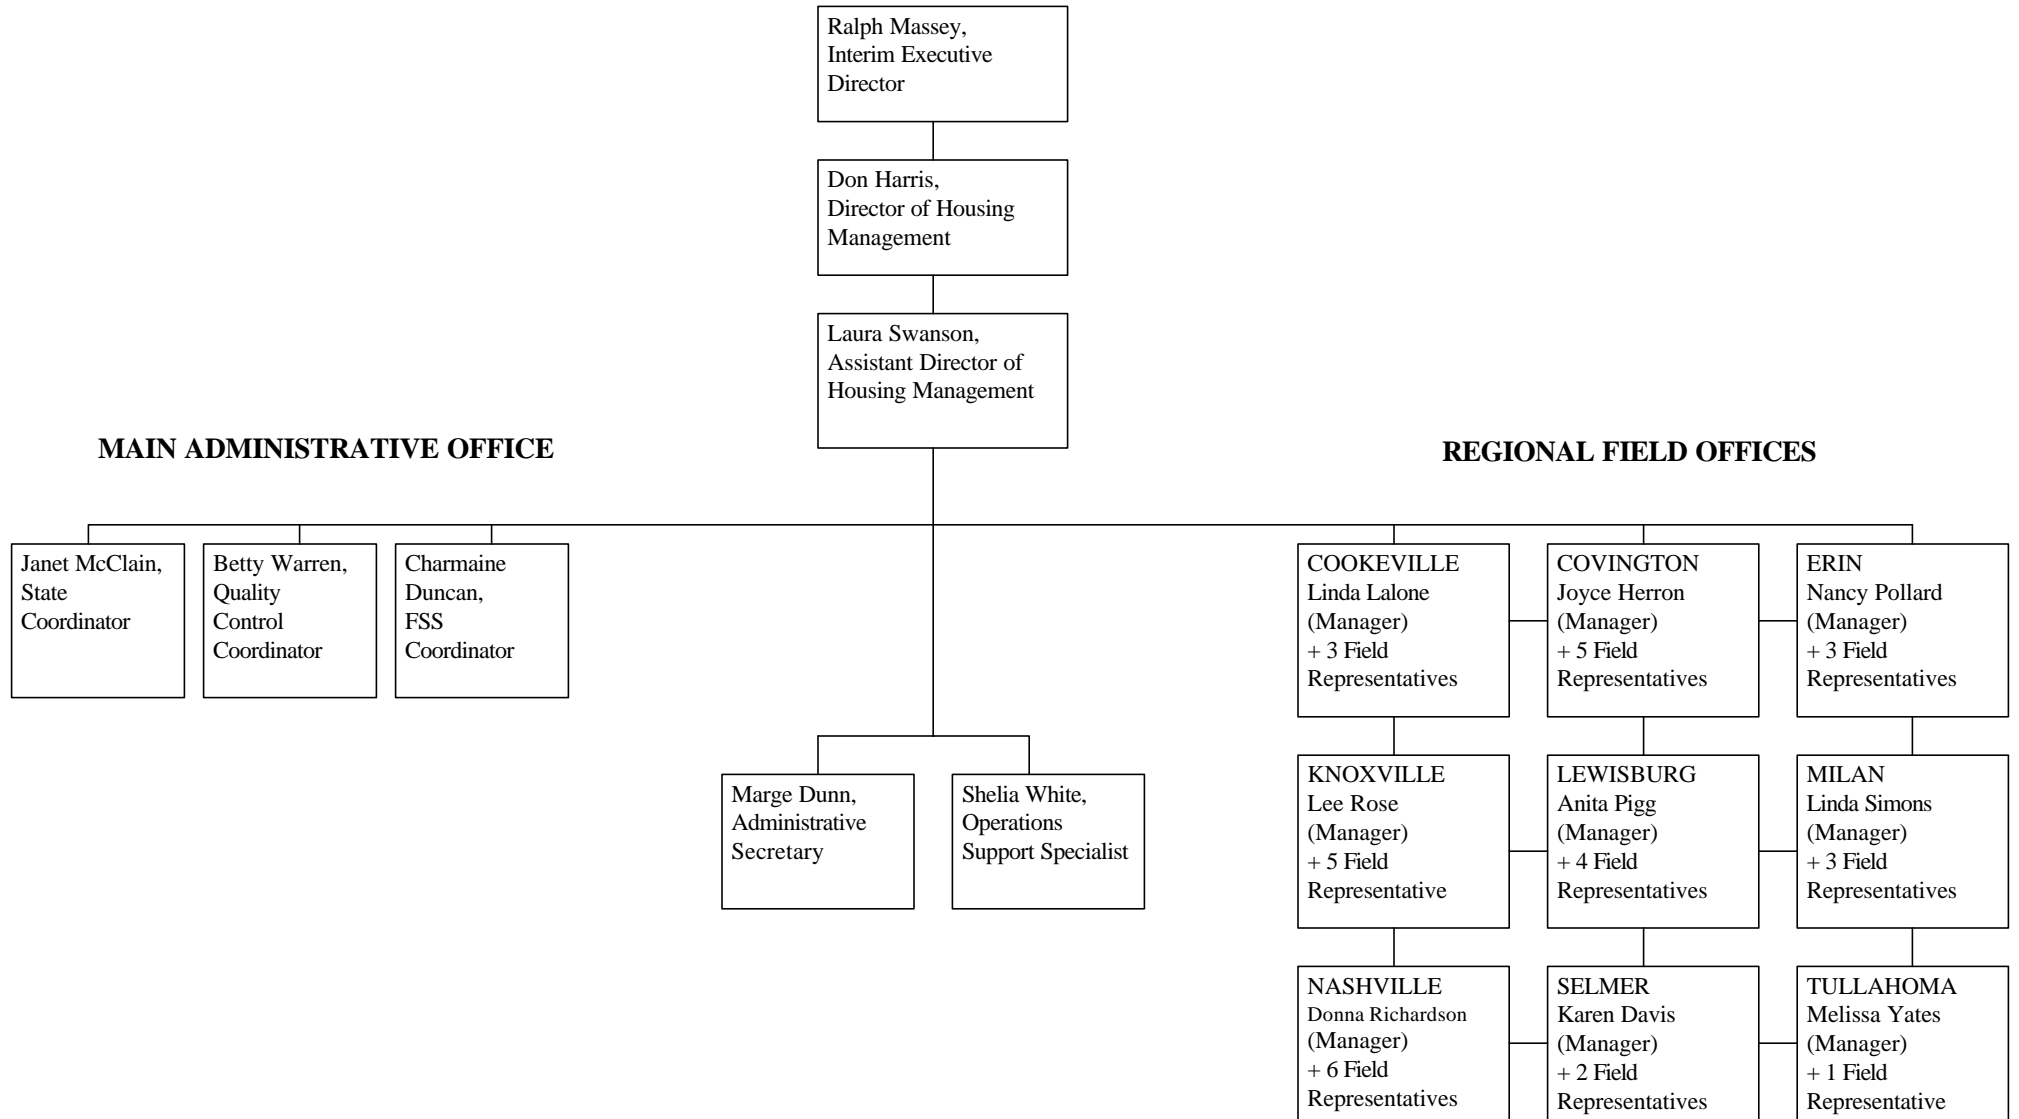 Ralph Massey,
Interim Executive
Director
Don Harris,
Director of Housing
Management
Laura Swanson,
Assistant Director of
Housing Management
MAIN ADMINISTRATIVE OFFICE
REGIONAL FIELD OFFICES
Janet McClain,
State
Coordinator
Betty Warren,
Quality
Control
Coordinator
Charmaine
Duncan,
FSS
Coordinator
Marge Dunn,
Administrative
Secretary
Shelia White,
Operations
Support Specialist
COOKEVILLE
Linda Lalone
(Manager)
+ 3 Field
Representatives
COVINGTON
Joyce Herron
(Manager)
+ 5 Field
Representatives
ERIN
Nancy Pollard
(Manager)
+ 3 Field
Representatives
KNOXVILLE
Lee Rose
(Manager)
+ 5 Field
Representative
LEWISBURG
Anita Pigg
(Manager)
+ 4 Field
Representatives
MILAN
Linda Simons
(Manager)
+ 3 Field
Representatives
NASHVILLE
Donna Richardson
(Manager)
+ 6 Field
Representatives
SELMER
Karen Davis
(Manager)
+ 2 Field
Representatives
TULLAHOMA
Melissa Yates
(Manager)
+ 1 Field
Representative